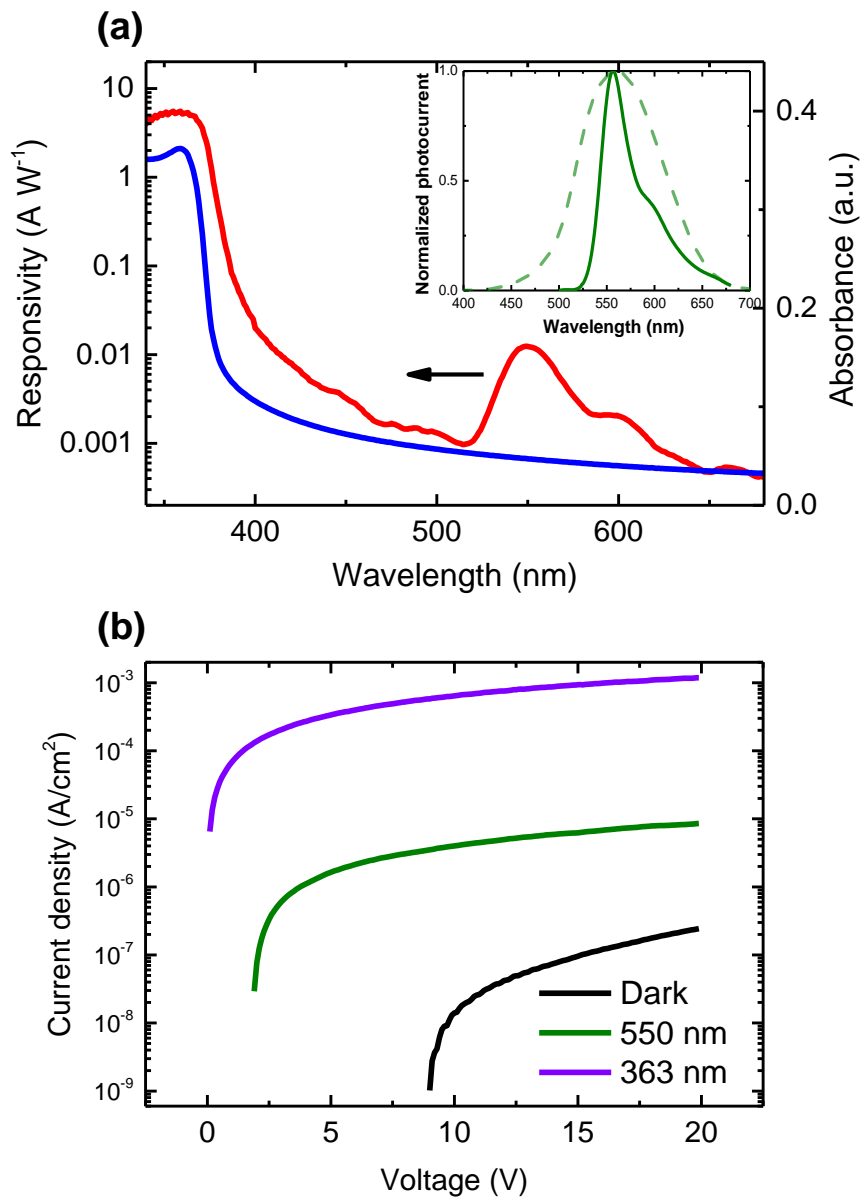 (a)
Responsivity (A W⁻¹)
10
1
0.1
0.01
0.001
400
500
600
Wavelength (nm)
0.4
0.2
0.0
Absorbance (a.u.)
Normalized photocurrent
1.0
0.5
0.0
400 450 500 550 600 650 700
Wavelength (nm)
(b)
Current density (A/cm²)
10⁻³
10⁻⁴
10⁻⁵
10⁻⁶
10⁻⁷
10⁻⁸
10⁻⁹
Dark
550 nm
363 nm
0 5 10 15 20
Voltage (V)